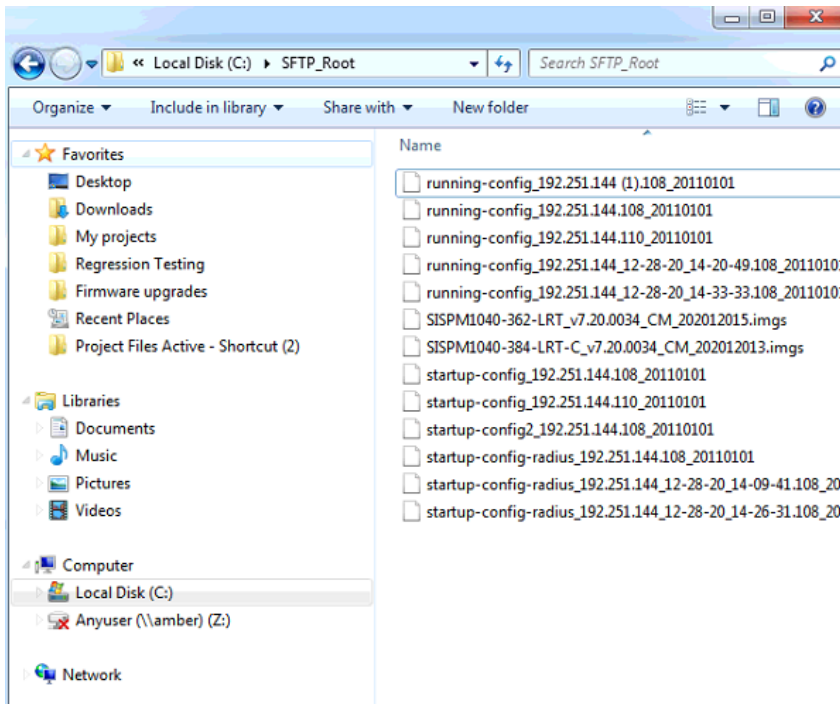 « Local Disk (C:) ▸ SFTP_Root
Search SFTP_Root
Organize
Include in library
Share with
New folder
Favorites
Desktop
Downloads
My projects
Regression Testing
Firmware upgrades
Recent Places
Project Files Active - Shortcut (2)
Libraries
Documents
Music
Pictures
Videos
Computer
Local Disk (C:)
Anyuser (\\amber) (Z:)
Network
Name
running-config_192.251.144 (1).108_20110101
running-config_192.251.144.108_20110101
running-config_192.251.144.110_20110101
running-config_192.251.144_12-28-20_14-20-49.108_20110101
running-config_192.251.144_12-28-20_14-33-33.108_20110101
SISPM1040-362-LRT_v7.20.0034_CM_202012015.imgs
SISPM1040-384-LRT-C_v7.20.0034_CM_202012013.imgs
startup-config_192.251.144.108_20110101
startup-config_192.251.144.110_20110101
startup-config2_192.251.144.108_20110101
startup-config-radius_192.251.144.108_20110101
startup-config-radius_192.251.144_12-28-20_14-09-41.108_20
startup-config-radius_192.251.144_12-28-20_14-26-31.108_20